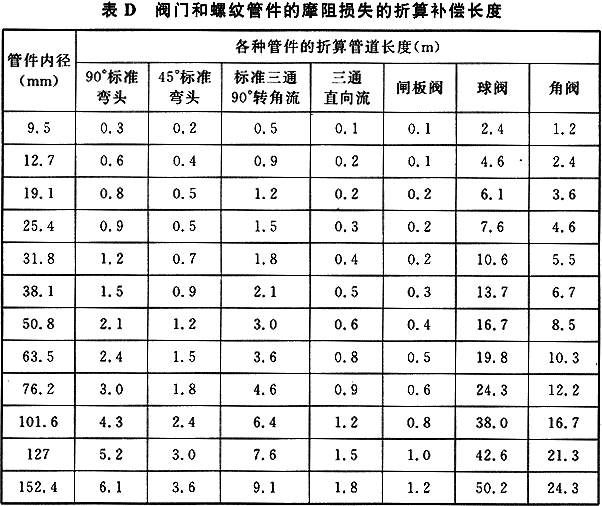 表 D 阀门和螺纹管件的摩阻损失的折算补偿长度
管件内径
(mm)
各种管件的折算管道长度(m)
90°标准
弯头
45°标准
弯头
标准三通
90°转角流
三通
直向流
闸板阀
球阀
角阀
9.5 0.3 0.2 0.5 0.1 0.1 2.4 1.2
12.7 0.6 0.4 0.9 0.2 0.1 4.6 2.4
19.1 0.8 0.5 1.2 0.2 0.2 6.1 3.6
25.4 0.9 0.5 1.5 0.3 0.2 7.6 4.6
31.8 1.2 0.7 1.8 0.4 0.2 10.6 5.5
38.1 1.5 0.9 2.1 0.5 0.3 13.7 6.7
50.8 2.1 1.2 3.0 0.6 0.4 16.7 8.5
63.5 2.4 1.5 3.6 0.8 0.5 19.8 10.3
76.2 3.0 1.8 4.6 0.9 0.6 24.3 12.2
101.6 4.3 2.4 6.4 1.2 0.8 38.0 16.7
127 5.2 3.0 7.6 1.5 1.0 42.6 21.3
152.4 6.1 3.6 9.1 1.8 1.2 50.2 24.3